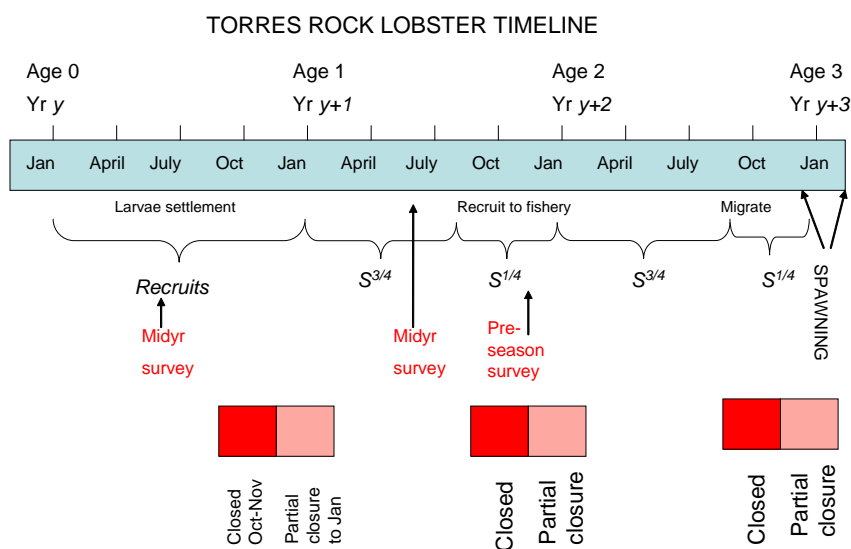 TORRES ROCK LOBSTER TIMELINE
Age 0 Age 1 Age 2 Age 3
Yr y Yr y+1 Yr y+2 Yr y+3
Jan April July Oct Jan April July Oct Jan April July Oct Jan
Larvae settlement Recruit to fishery Migrate
Recruits S3/4 S1/4 S3/4 S1/4
SPAWNING
Midyr
survey
Midyr
survey
Pre-
season
survey
Closed
Oct-Nov
Partial
closure
to Jan
Closed
Partial
closure
Closed
Partial
closure